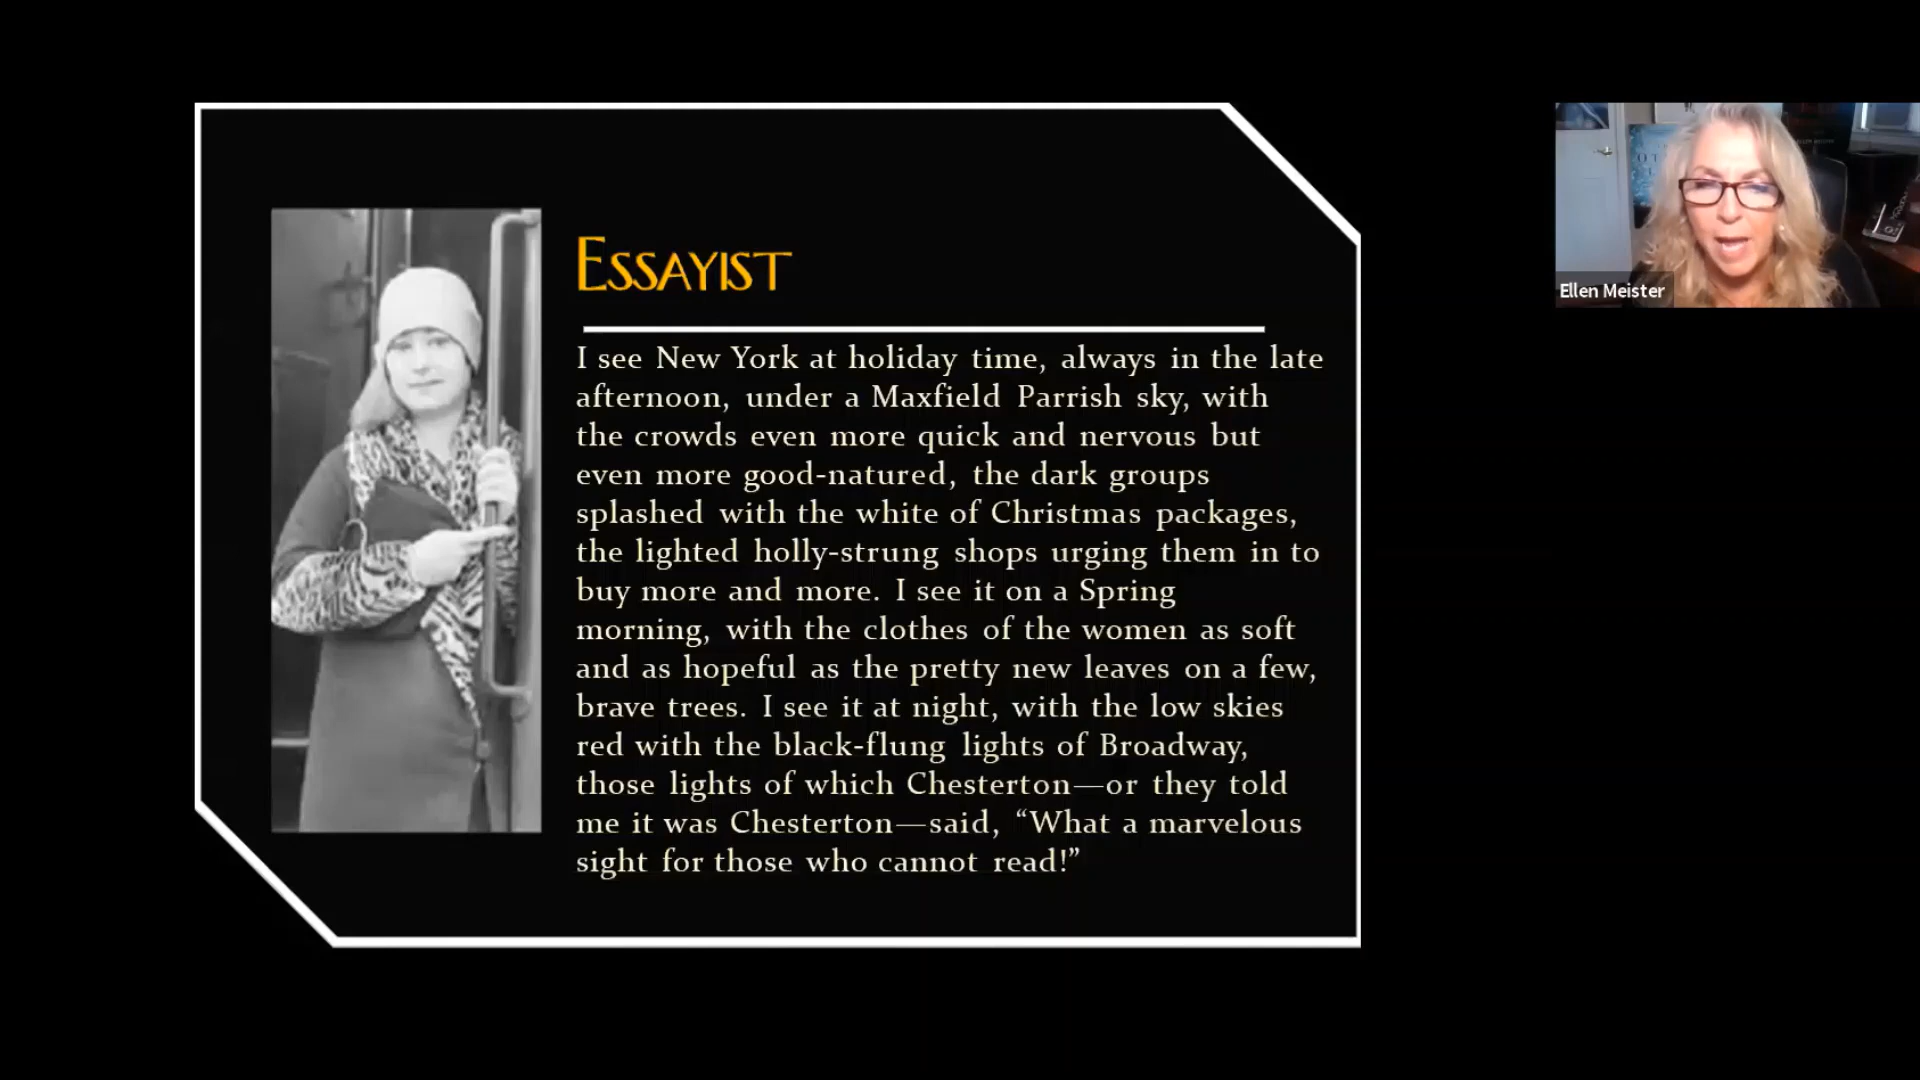 Essayist
I see New York at holiday time, always in the late
afternoon, under a Maxfield Parrish sky, with
the crowds even more quick and nervous but
even more good-natured, the dark groups
splashed with the white of Christmas packages,
the lighted holly-strung shops urging them in to
buy more and more. I see it on a Spring
morning, with the clothes of the women as soft
and as hopeful as the pretty new leaves on a few,
brave trees. I see it at night, with the low skies
red with the black-flung lights of Broadway,
those lights of which Chesterton—or they told
me it was Chesterton—said, “What a marvelous
sight for those who cannot read!”
Ellen Meister